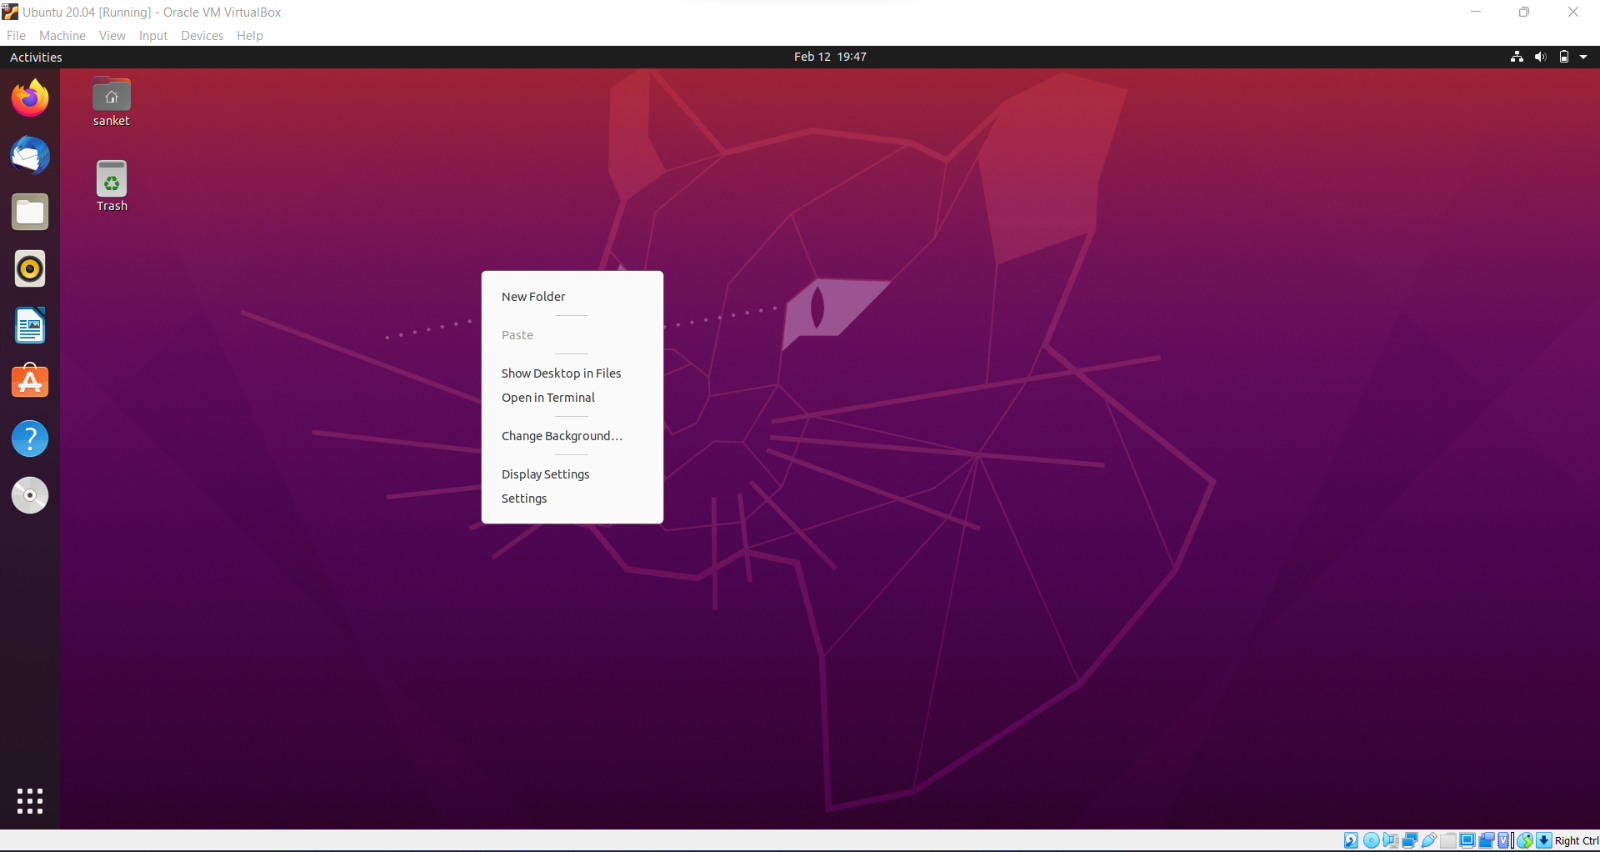 Ubuntu 20.04 [Running] - Oracle VM VirtualBox
File Machine View Input Devices Help
Activities
Feb 12 19:47
sanket
Trash
New Folder
Paste
Show Desktop in Files
Open in Terminal
Change Background…
Display Settings
Settings
Right Ctrl